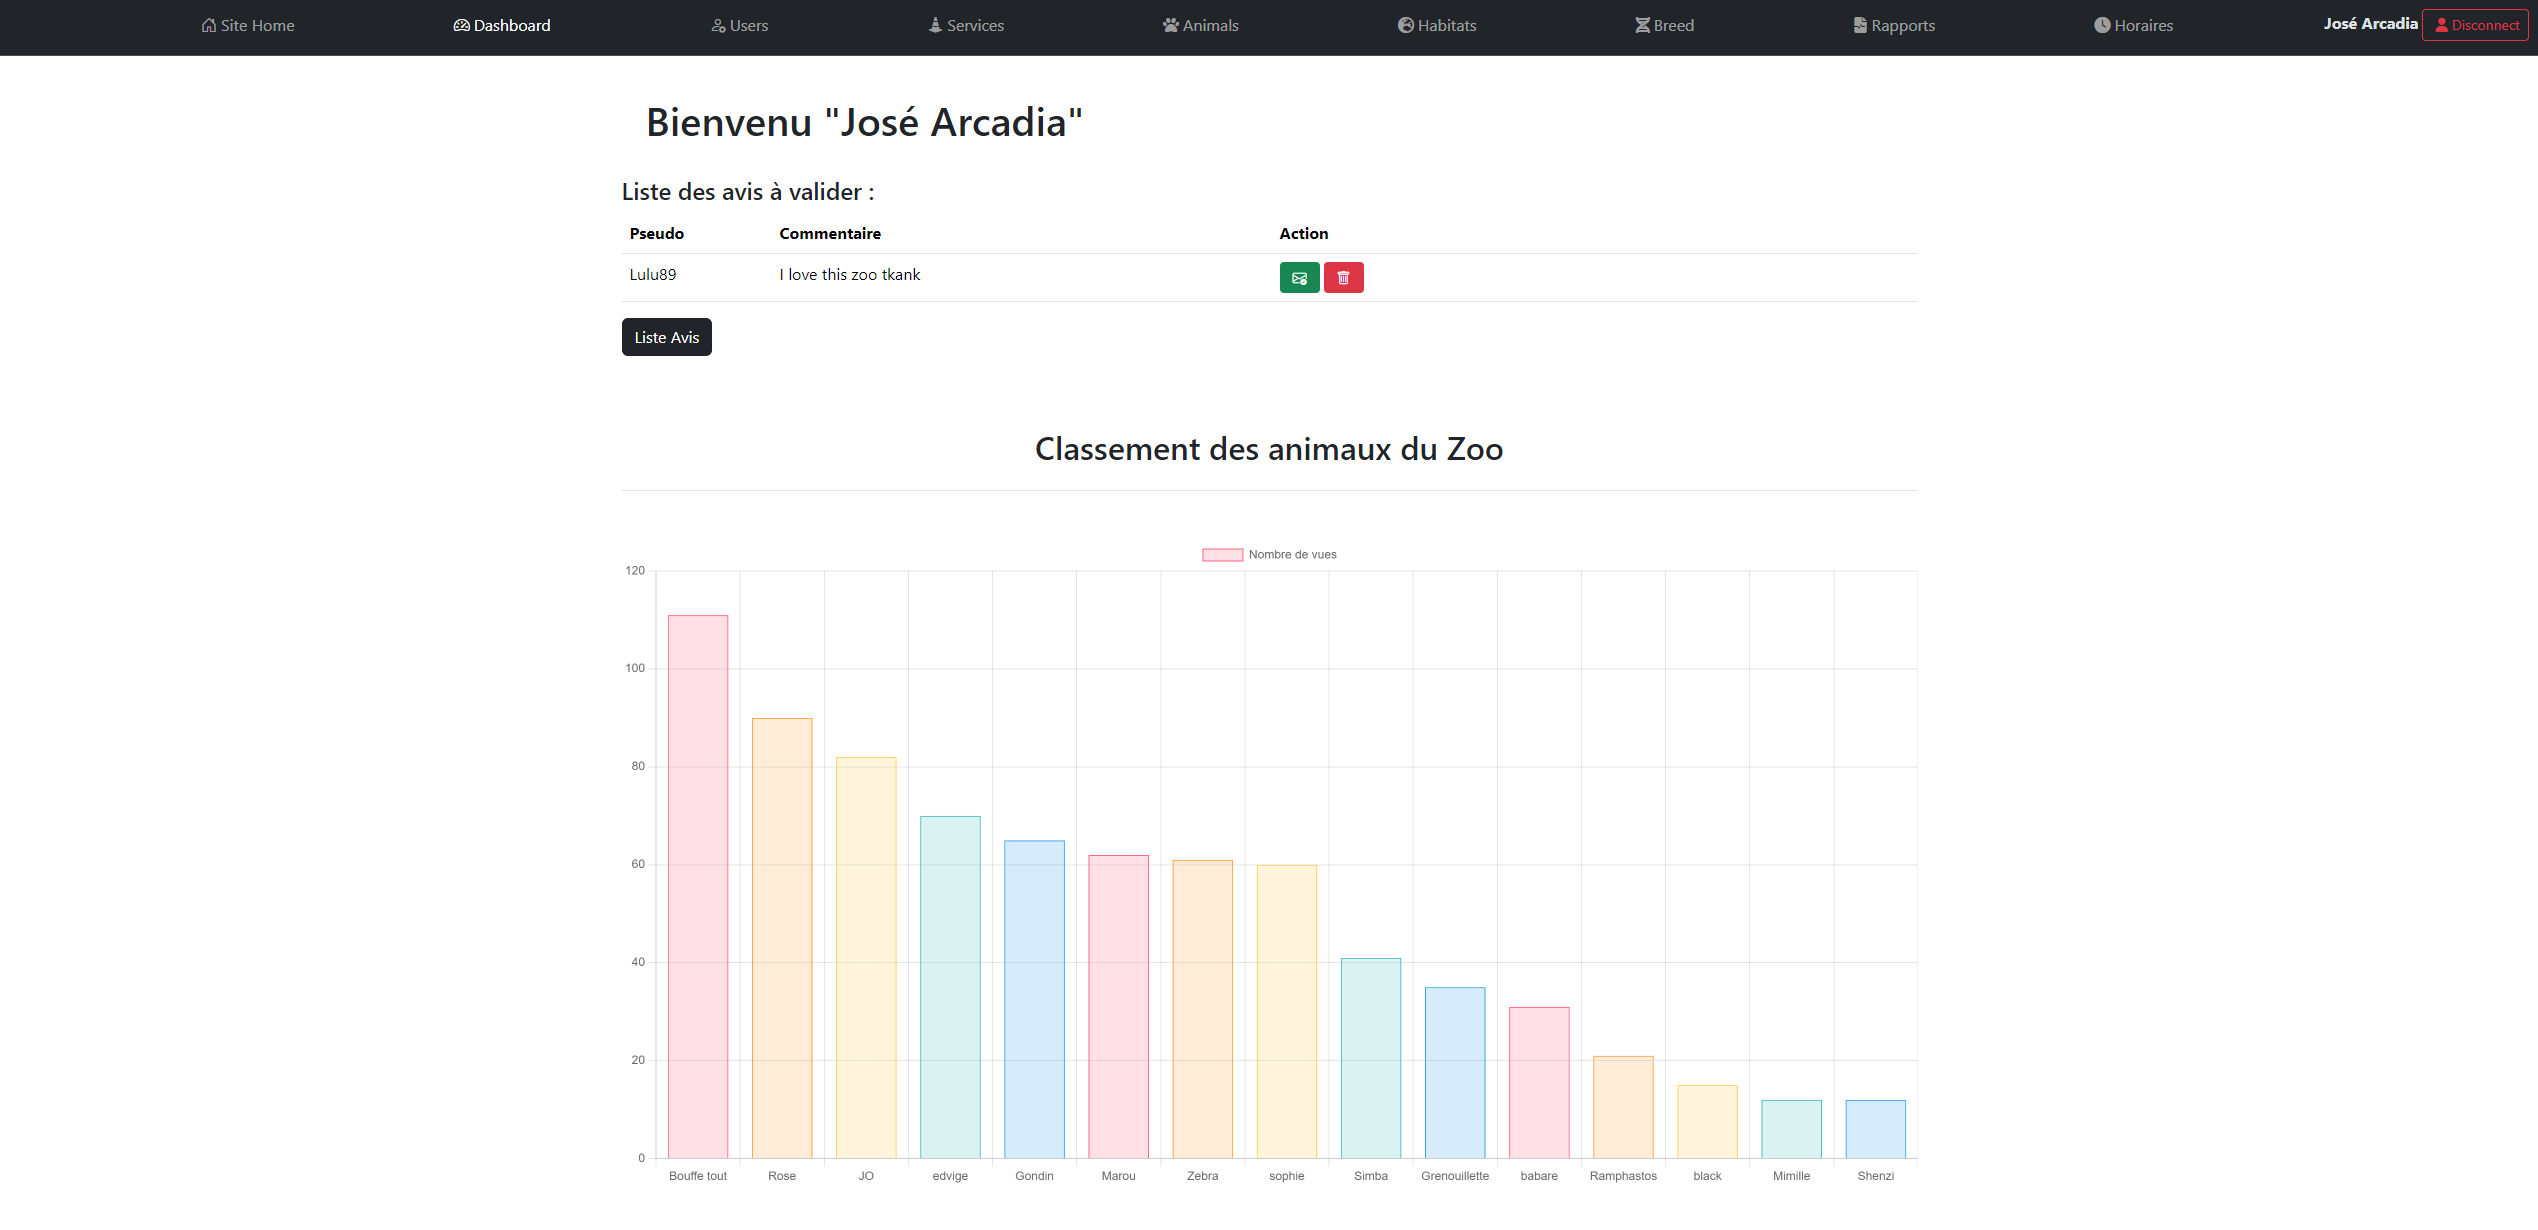 Site Home Dashboard Users Services Animals Habitats Breed Rapports Horaires José Arcadia Disconnect
Bienvenu "José Arcadia"
Liste des avis à valider :
Pseudo Commentaire Action
Lulu89 I love this zoo tkank
Liste Avis
Classement des animaux du Zoo
Nombre de vues
120
100
80
60
40
20
0
Bouffe tout Rose JO edvige Gondin Marou Zebra sophie Simba Grenouillette babare Ramphastos black Mimille Shenzi